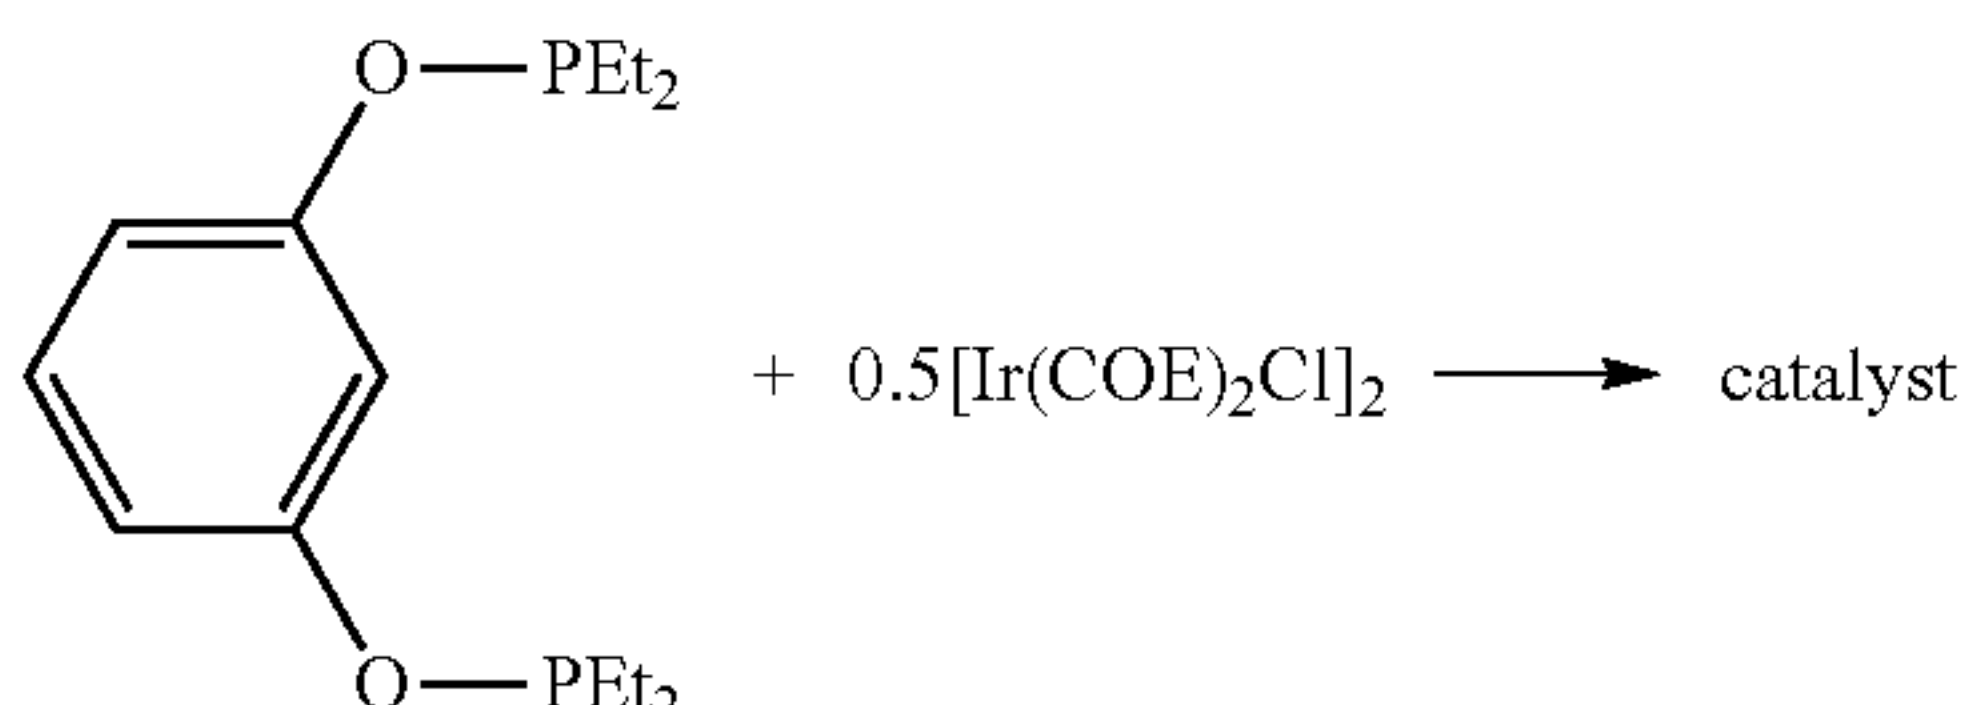 O—PEt₂
+ 0.5[Ir(COE)₂Cl]₂ → catalyst
O—PEt₂